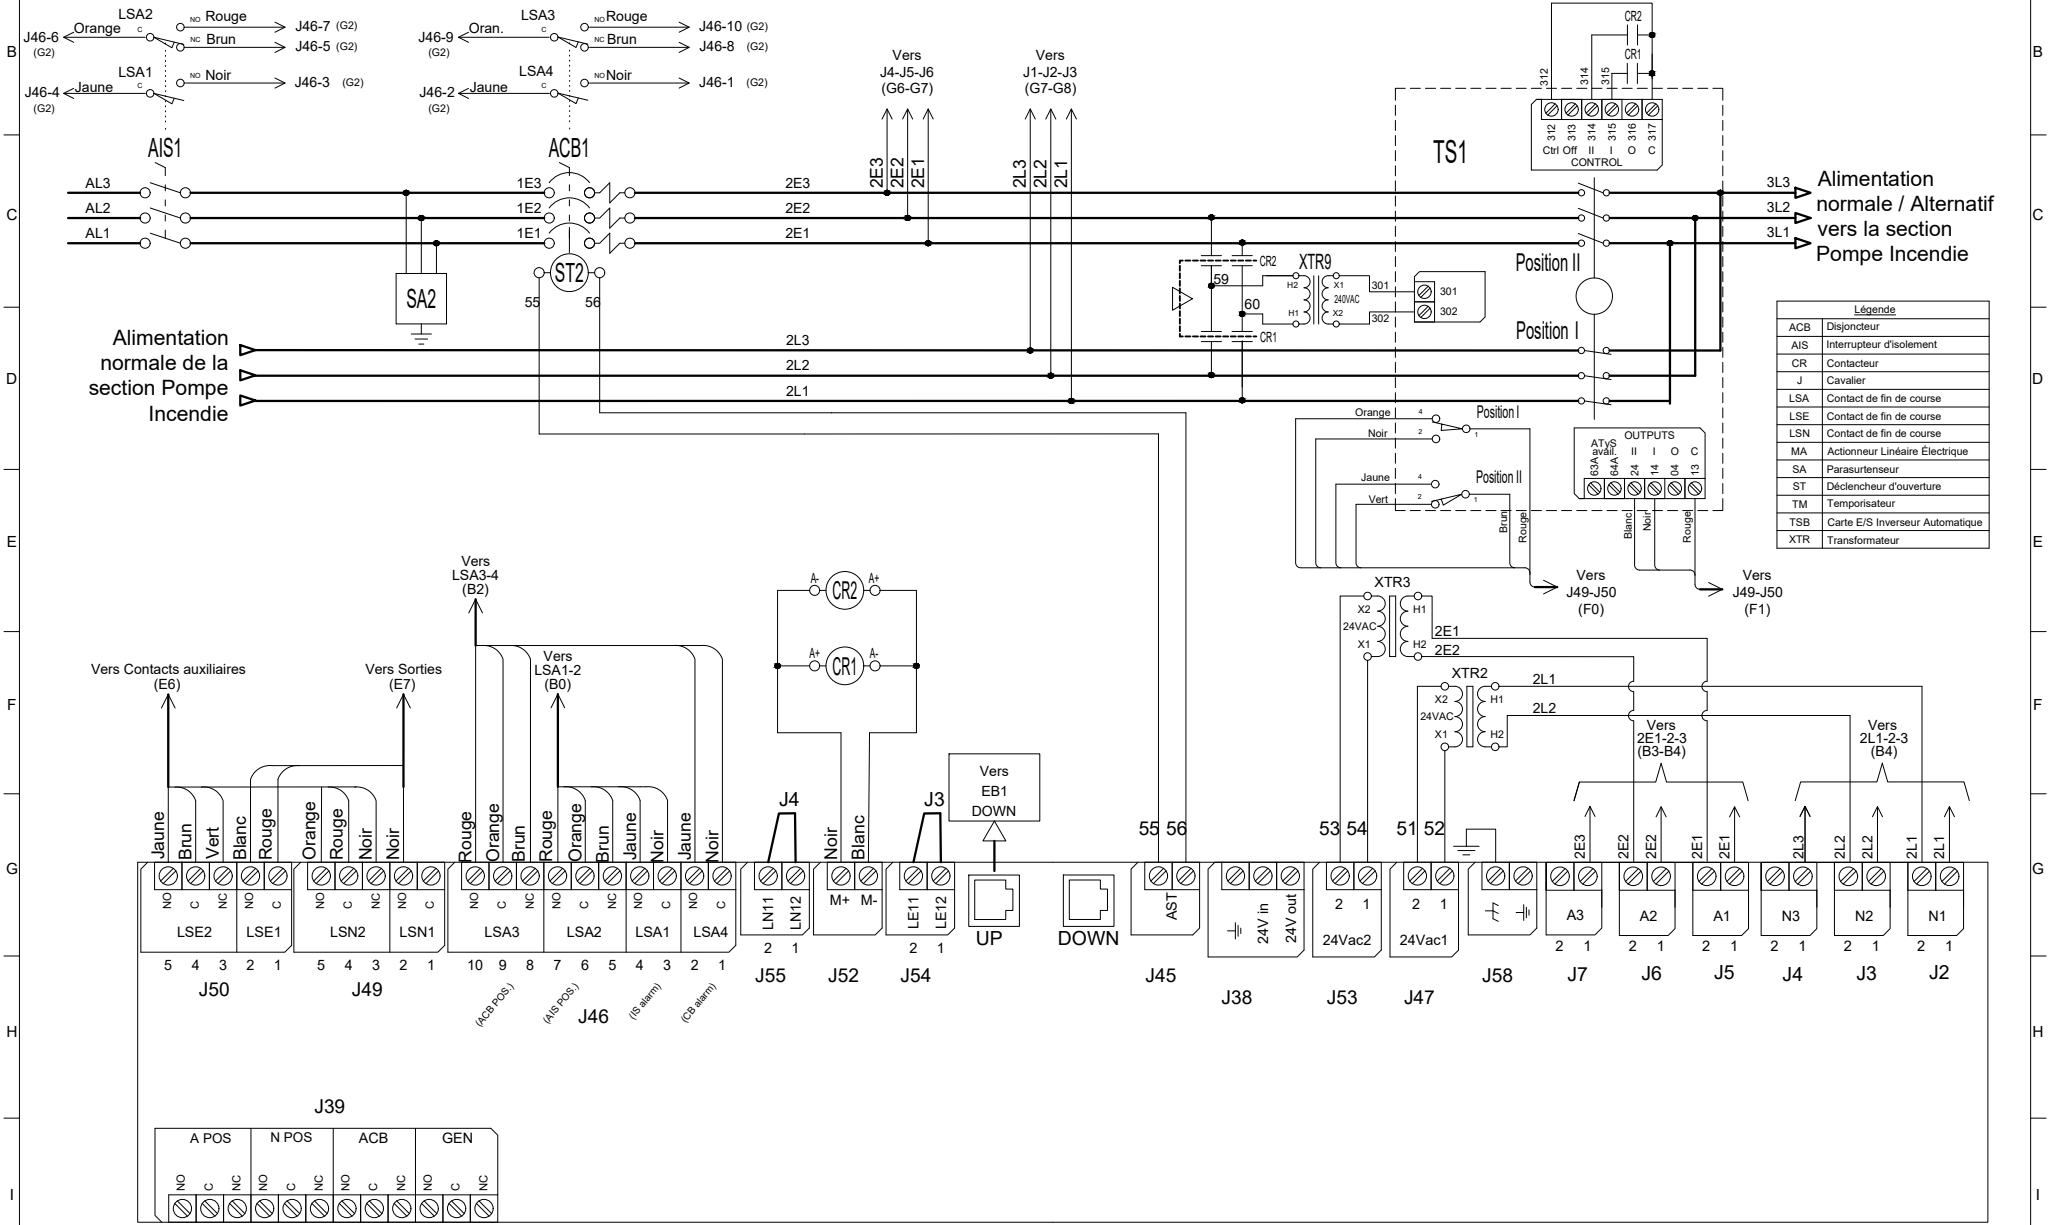 LSA2
Orange
C
NO Rouge
NC Brun
J46-6
(G2)
J46-7 (G2)
J46-5 (G2)
LSA1
Jaune
C
NO Noir
J46-4
(G2)
J46-3 (G2)
LSA3
Oran.
C
NO Rouge
NC Brun
J46-9
(G2)
J46-10 (G2)
J46-8 (G2)
LSA4
Jaune
C
NO Noir
J46-2
(G2)
J46-1 (G2)
Vers
J4-J5-J6
(G6-G7)
Vers
J1-J2-J3
(G7-G8)
2E3
2E2
2E1
2L3
2L2
2L1
CR2
CR1
312
314
315
312
313
314
315
316
317
Ctrl Off II I O C
CONTROL
TS1
AIS1
ACB1
AL3
AL2
AL1
1E3
1E2
1E1
2E3
2E2
2E1
3L3
3L2
3L1
Alimentation
normale / Alternatif
vers la section
Pompe Incendie
SA2
ST2
55
56
CR2
CR1
59
60
XTR9
H2
H1
X1
240VAC
X2
301
302
301
302
Position II
Position I
Alimentation
normale de la
section Pompe
Incendie
2L3
2L2
2L1
Légende
ACB Disjoncteur
AIS Interrupteur d'isolement
CR Contacteur
J Cavalier
LSA Contact de fin de course
LSE Contact de fin de course
LSN Contact de fin de course
MA Actionneur Linéaire Électrique
SA Parasurtenseur
ST Déclencheur d'ouverture
TM Temporisateur
TSB Carte E/S Inverseur Automatique
XTR Transformateur
Orange 4
Noir 2
1
Position I
Jaune 4
Vert 2
1
Position II
Brun
Rouge
OUTPUTS
ATyS
avail. II I O C
63A
64A
24
14
04
13
Blanc
Noir
Rouge
Vers
J49-J50
(F0)
Vers
J49-J50
(F1)
Vers
LSA3-4
(B2)
Vers
LSA1-2
(B0)
Vers Contacts auxiliaires
(E6)
Vers Sorties
(E7)
A- CR2 A+
A+ CR1 A-
XTR3
X2
24VAC
X1
H1
H2
2E1
2E2
XTR2
X2
24VAC
X1
H1
H2
2L1
2L2
Vers
2E1-2-3
(B3-B4)
Vers
2L1-2-3
(B4)
Vers
EB1
DOWN
J4
J3
Jaune
Brun
Vert
Blanc
Rouge
Orange
Rouge
Noir
Noir
Rouge
Orange
Brun
Rouge
Orange
Brun
Jaune
Noir
Jaune
Noir
Noir
Blanc
55 56
53 54
51 52
2E3
2E2
2E2
2E1
2E1
2L3
2L2
2L2
2L1
2L1
NO C NC
LSE2
LSE1
NO C NC
LSN2
LSN1
NO C NC
LSA3
LSA2
LSA1
LSA4
LN11
LN12
M+ M-
LE11
LE12
UP
DOWN
AST
24V in
24V out
2 1
24Vac2
2 1
24Vac1
A3
A2
A1
N3
N2
N1
5 4 3 2 1
5 4 3 2 1
10 9 8 7 6 5 4 3 2 1
2 1
2 1
2 1
2 1
2 1
2 1
2 1
2 1
(ACB POS.)
(AIS POS.)
(IS alarm)
(CB alarm)
J50
J49
J46
J55
J52
J54
J45
J38
J53
J47
J58
J7
J6
J5
J4
J3
J2
J39
A POS
N POS
ACB
GEN
NO C NC
NO C NC
NO C NC
NO C NC
B
C
D
E
F
G
H
I
B
C
D
E
F
G
H
I